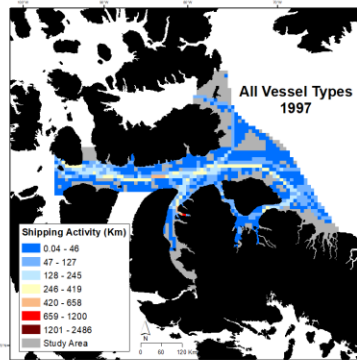 All Vessel Types
1997
Shipping Activity (Km)
0.04 - 46
47 - 127
128 - 245
246 - 419
420 - 658
659 - 1200
1201 - 2486
Study Area
N
0 60 120 Km